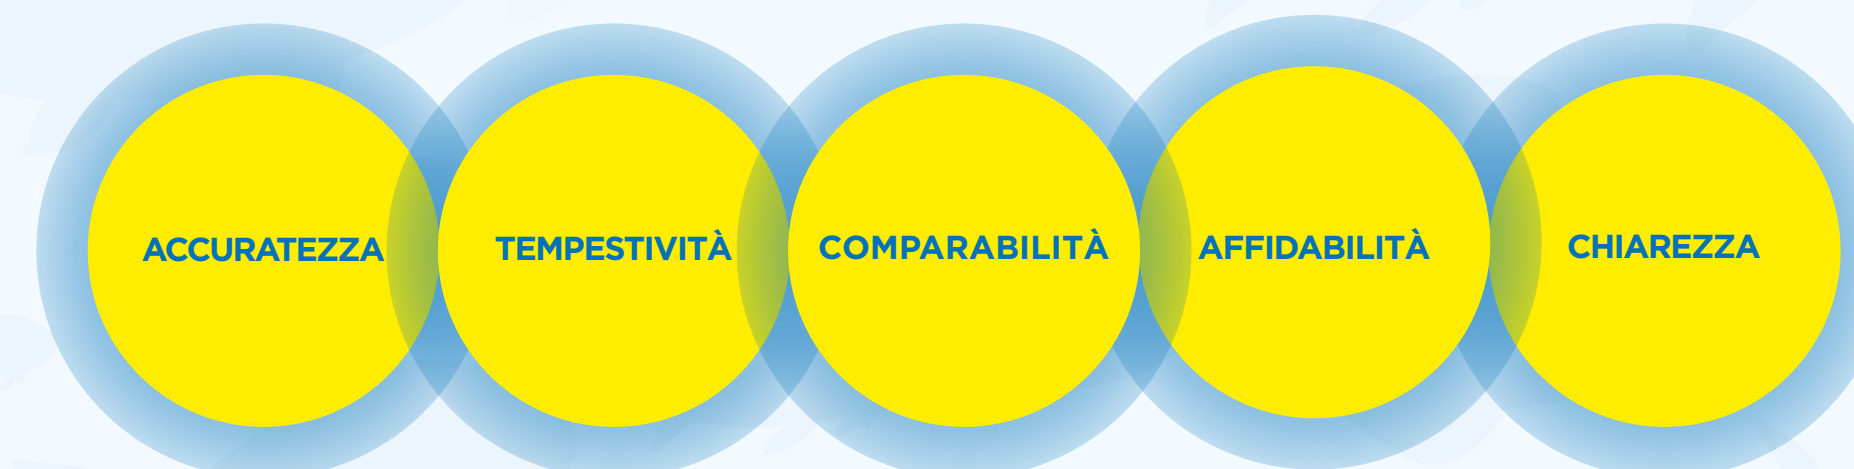 ACCURATEZZA
TEMPESTIVITÀ
COMPARABILITÀ
AFFIDABILITÀ
CHIAREZZA